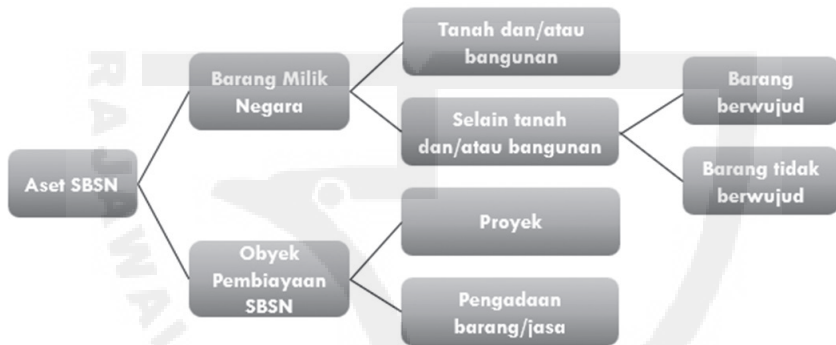 Aset SBSN
Barang Milik
Negara
Tanah dan/atau
bangunan
Selain tanah
dan/atau bangunan
Barang
berwujud
Barang tidak
berwujud
Obyek
Pembiayaan
SBSN
Proyek
Pengadaan
barang/jasa
RAJAWALI